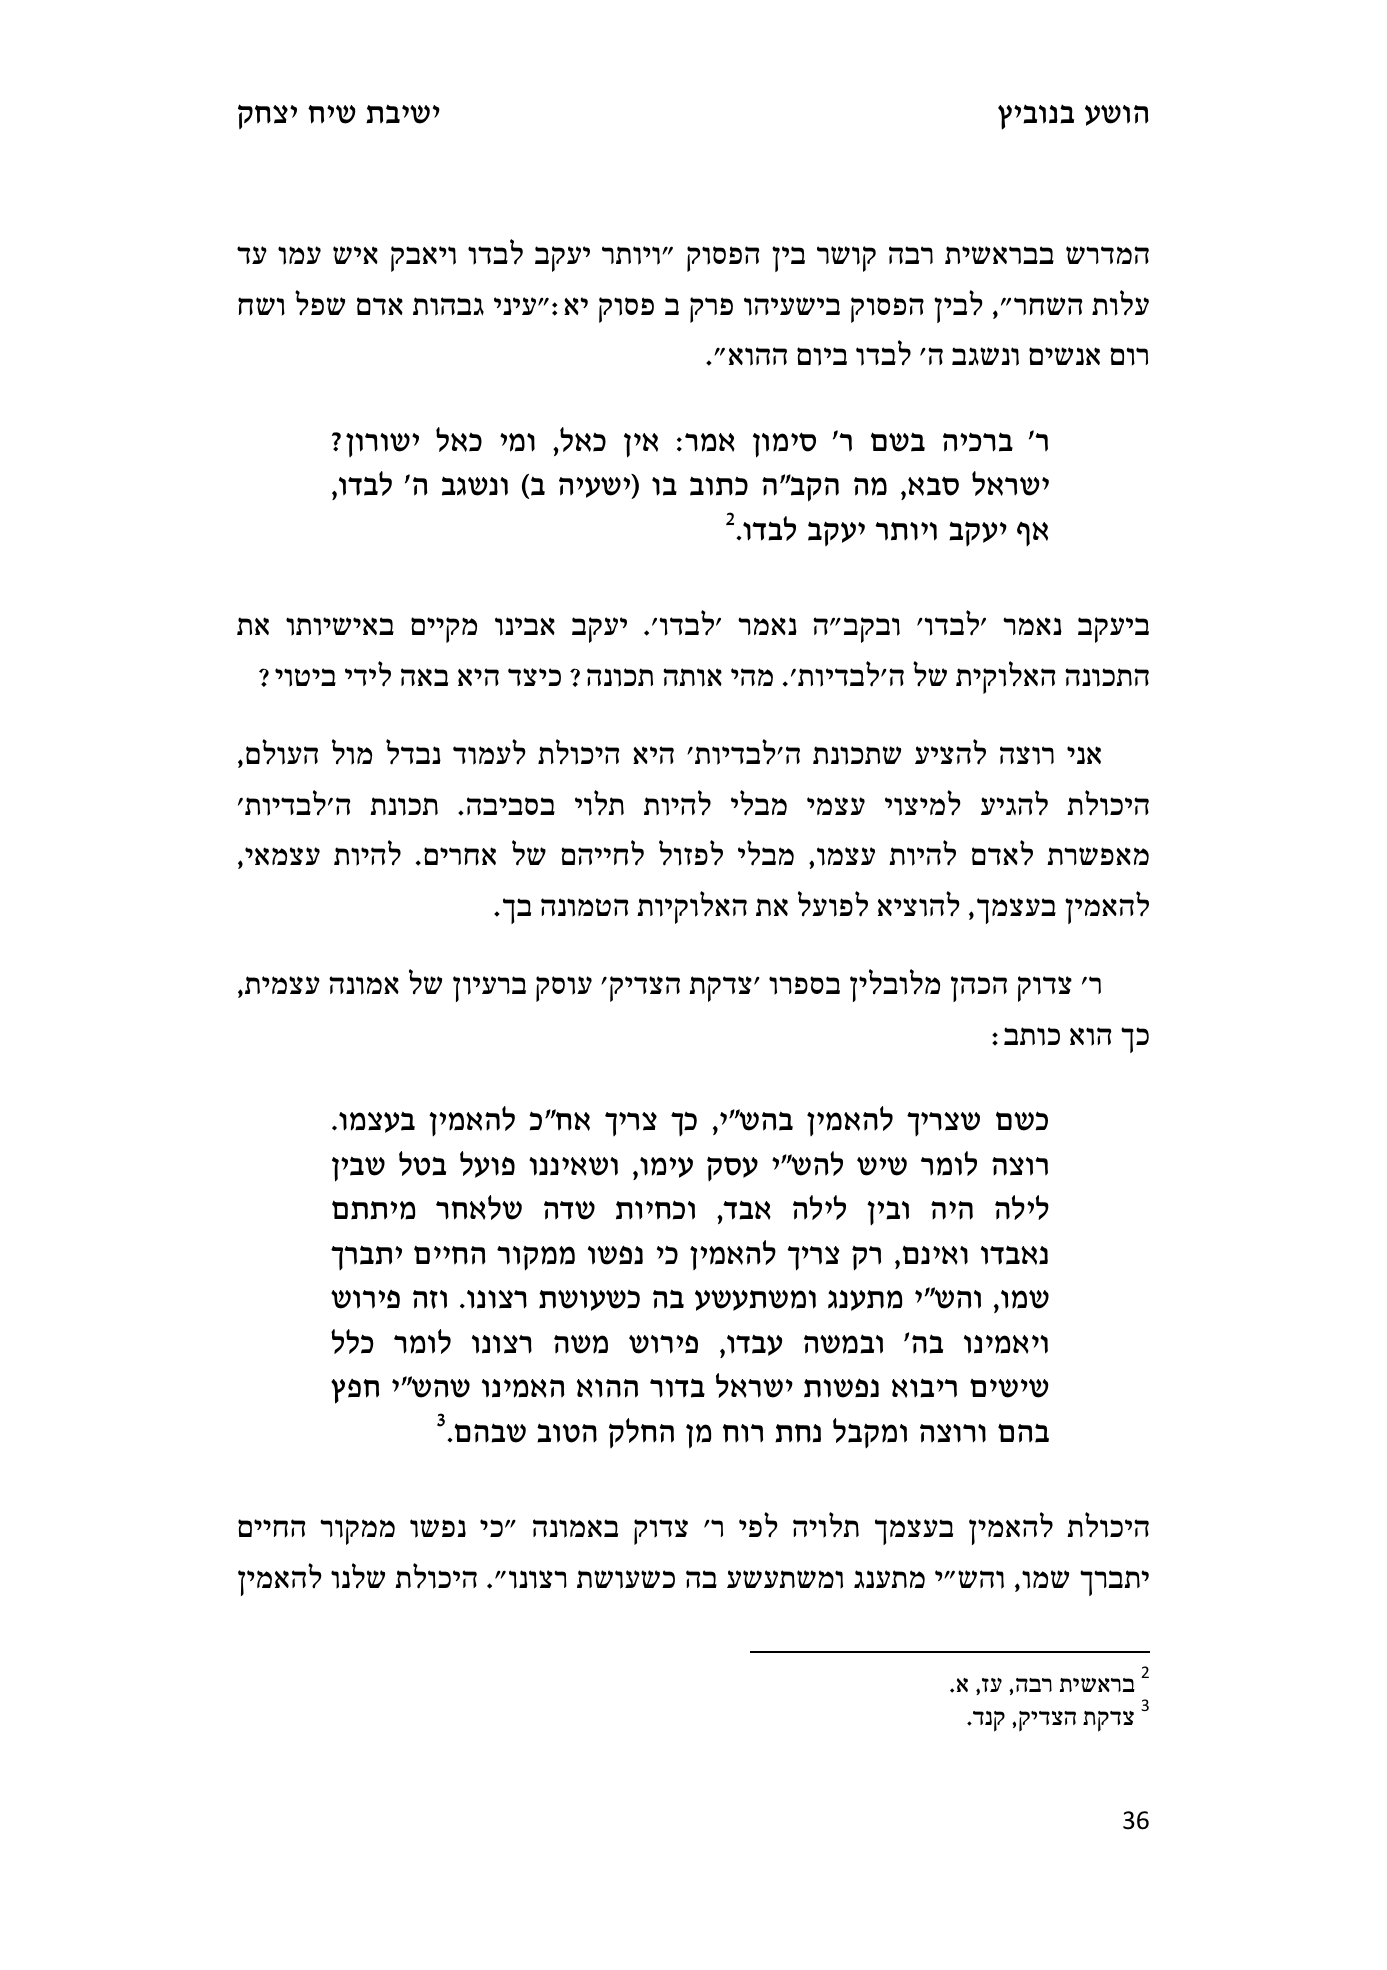 הושע בנוביץ ישיבת שיח יצחק
המדרש בבראשית רבה קושר בין הפסוק "ויותר יעקב לבדו ויאבק איש עמו עד
עלות השחר", לבין הפסוק בישעיהו פרק ב פסוק יא:"עיני גבהות אדם שפל ושח
רום אנשים ונשגב ה' לבדו ביום ההוא".
ר' ברכיה בשם ר' סימון אמר: אין כאל, ומי כאל ישורון?
ישראל סבא, מה הקב"ה כתוב בו (ישעיה ב) ונשגב ה' לבדו,
אף יעקב ויותר יעקב לבדו.2
ביעקב נאמר 'לבדו' ובקב"ה נאמר 'לבדו'. יעקב אבינו מקיים באישיותו את
התכונה האלוקית של ה'לבדיות'. מהי אותה תכונה? כיצד היא באה לידי ביטוי?
אני רוצה להציע שתכונת ה'לבדיות' היא היכולת לעמוד נבדל מול העולם,
היכולת להגיע למיצוי עצמי מבלי להיות תלוי בסביבה. תכונת ה'לבדיות'
מאפשרת לאדם להיות עצמו, מבלי לפזול לחייהם של אחרים. להיות עצמאי,
להאמין בעצמך, להוציא לפועל את האלוקיות הטמונה בך.
ר' צדוק הכהן מלובלין בספרו 'צדקת הצדיק' עוסק ברעיון של אמונה עצמית,
כך הוא כותב:
כשם שצריך להאמין בהש"י, כך צריך אח"כ להאמין בעצמו.
רוצה לומר שיש להש"י עסק עימו, ושאיננו פועל בטל שבין
לילה היה ובין לילה אבד, וכחיות שדה שלאחר מיתתם
נאבדו ואינם, רק צריך להאמין כי נפשו ממקור החיים יתברך
שמו, והש"י מתענג ומשתעשע בה כשעושת רצונו. וזה פירוש
ויאמינו בה' ובמשה עבדו, פירוש משה רצונו לומר כלל
שישים ריבוא נפשות ישראל בדור ההוא האמינו שהש"י חפץ
בהם ורוצה ומקבל נחת רוח מן החלק הטוב שבהם.3
היכולת להאמין בעצמך תלויה לפי ר' צדוק באמונה "כי נפשו ממקור החיים
יתברך שמו, והש"י מתענג ומשתעשע בה כשעושת רצונו". היכולת שלנו להאמין
2 בראשית רבה, עז, א.
3 צדקת הצדיק, קנד.
36